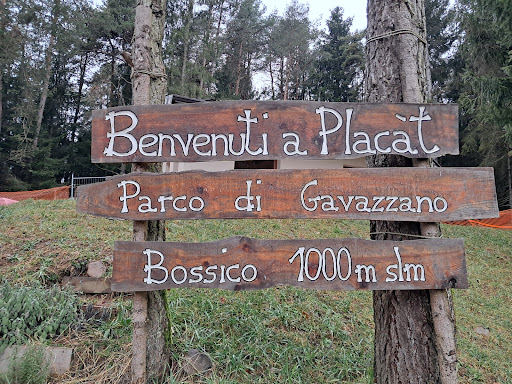 Benvenuti a Placàt
Parco di Gavazzano
Bossico 1000 m slm